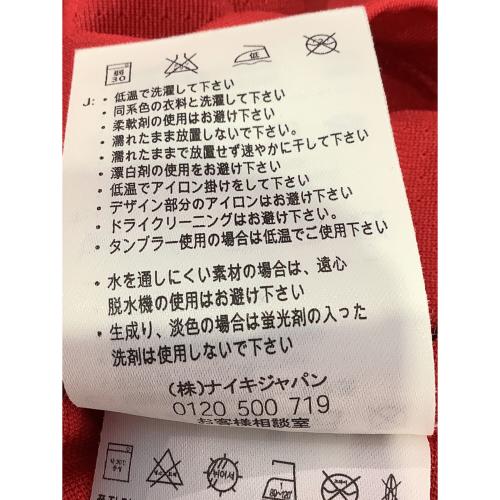 弱
30
低
J: ・低温で洗濯して下さい
・同系色の衣料と洗濯して下さい
・柔軟剤の使用はお避け下さい
・濡れたまま放置しないで下さい。
・濡れたままで放置せず速やかに干して下さい
・漂白剤の使用をお避け下さい
・低温でアイロン掛けをして下さい
・デザイン部分のアイロンはお避け下さい
・ドライクリーニングはお避け下さい。
・タンブラー使用の場合は低温でご使用下さい
・水を通しにくい素材の場合は、遠心
脱水機の使用はお避け下さい
・生成り、淡色の場合は蛍光剤の入った
洗剤は使用しないで下さい
(株)ナイキジャパン
0120 500 719
お客様相談室